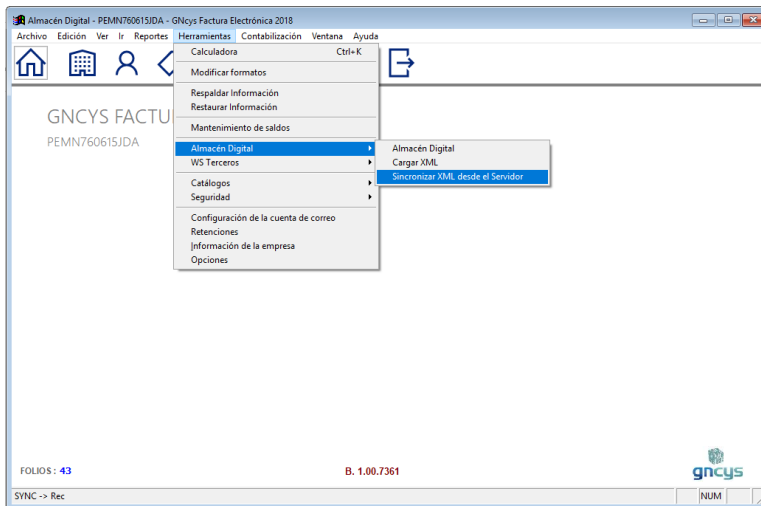 Almacén Digital - PEMN760615JDA - GNcys Factura Electrónica 2018
Archivo Edición Ver Ir Reportes Herramientas Contabilización Ventana Ayuda
Calculadora Ctrl+K
Modificar formatos
Respaldar Información
Restaurar Información
GNCYS FACTU
Mantenimiento de saldos
PEMN760615JDA
Almacén Digital
Almacén Digital
WS Terceros
Cargar XML
Sincronizar XML desde el Servidor
Catálogos
Seguridad
Configuración de la cuenta de correo
Retenciones
Información de la empresa
Opciones
FOLIOS: 43
B. 1.00.7361
gncys
SYNC -> Rec
NUM